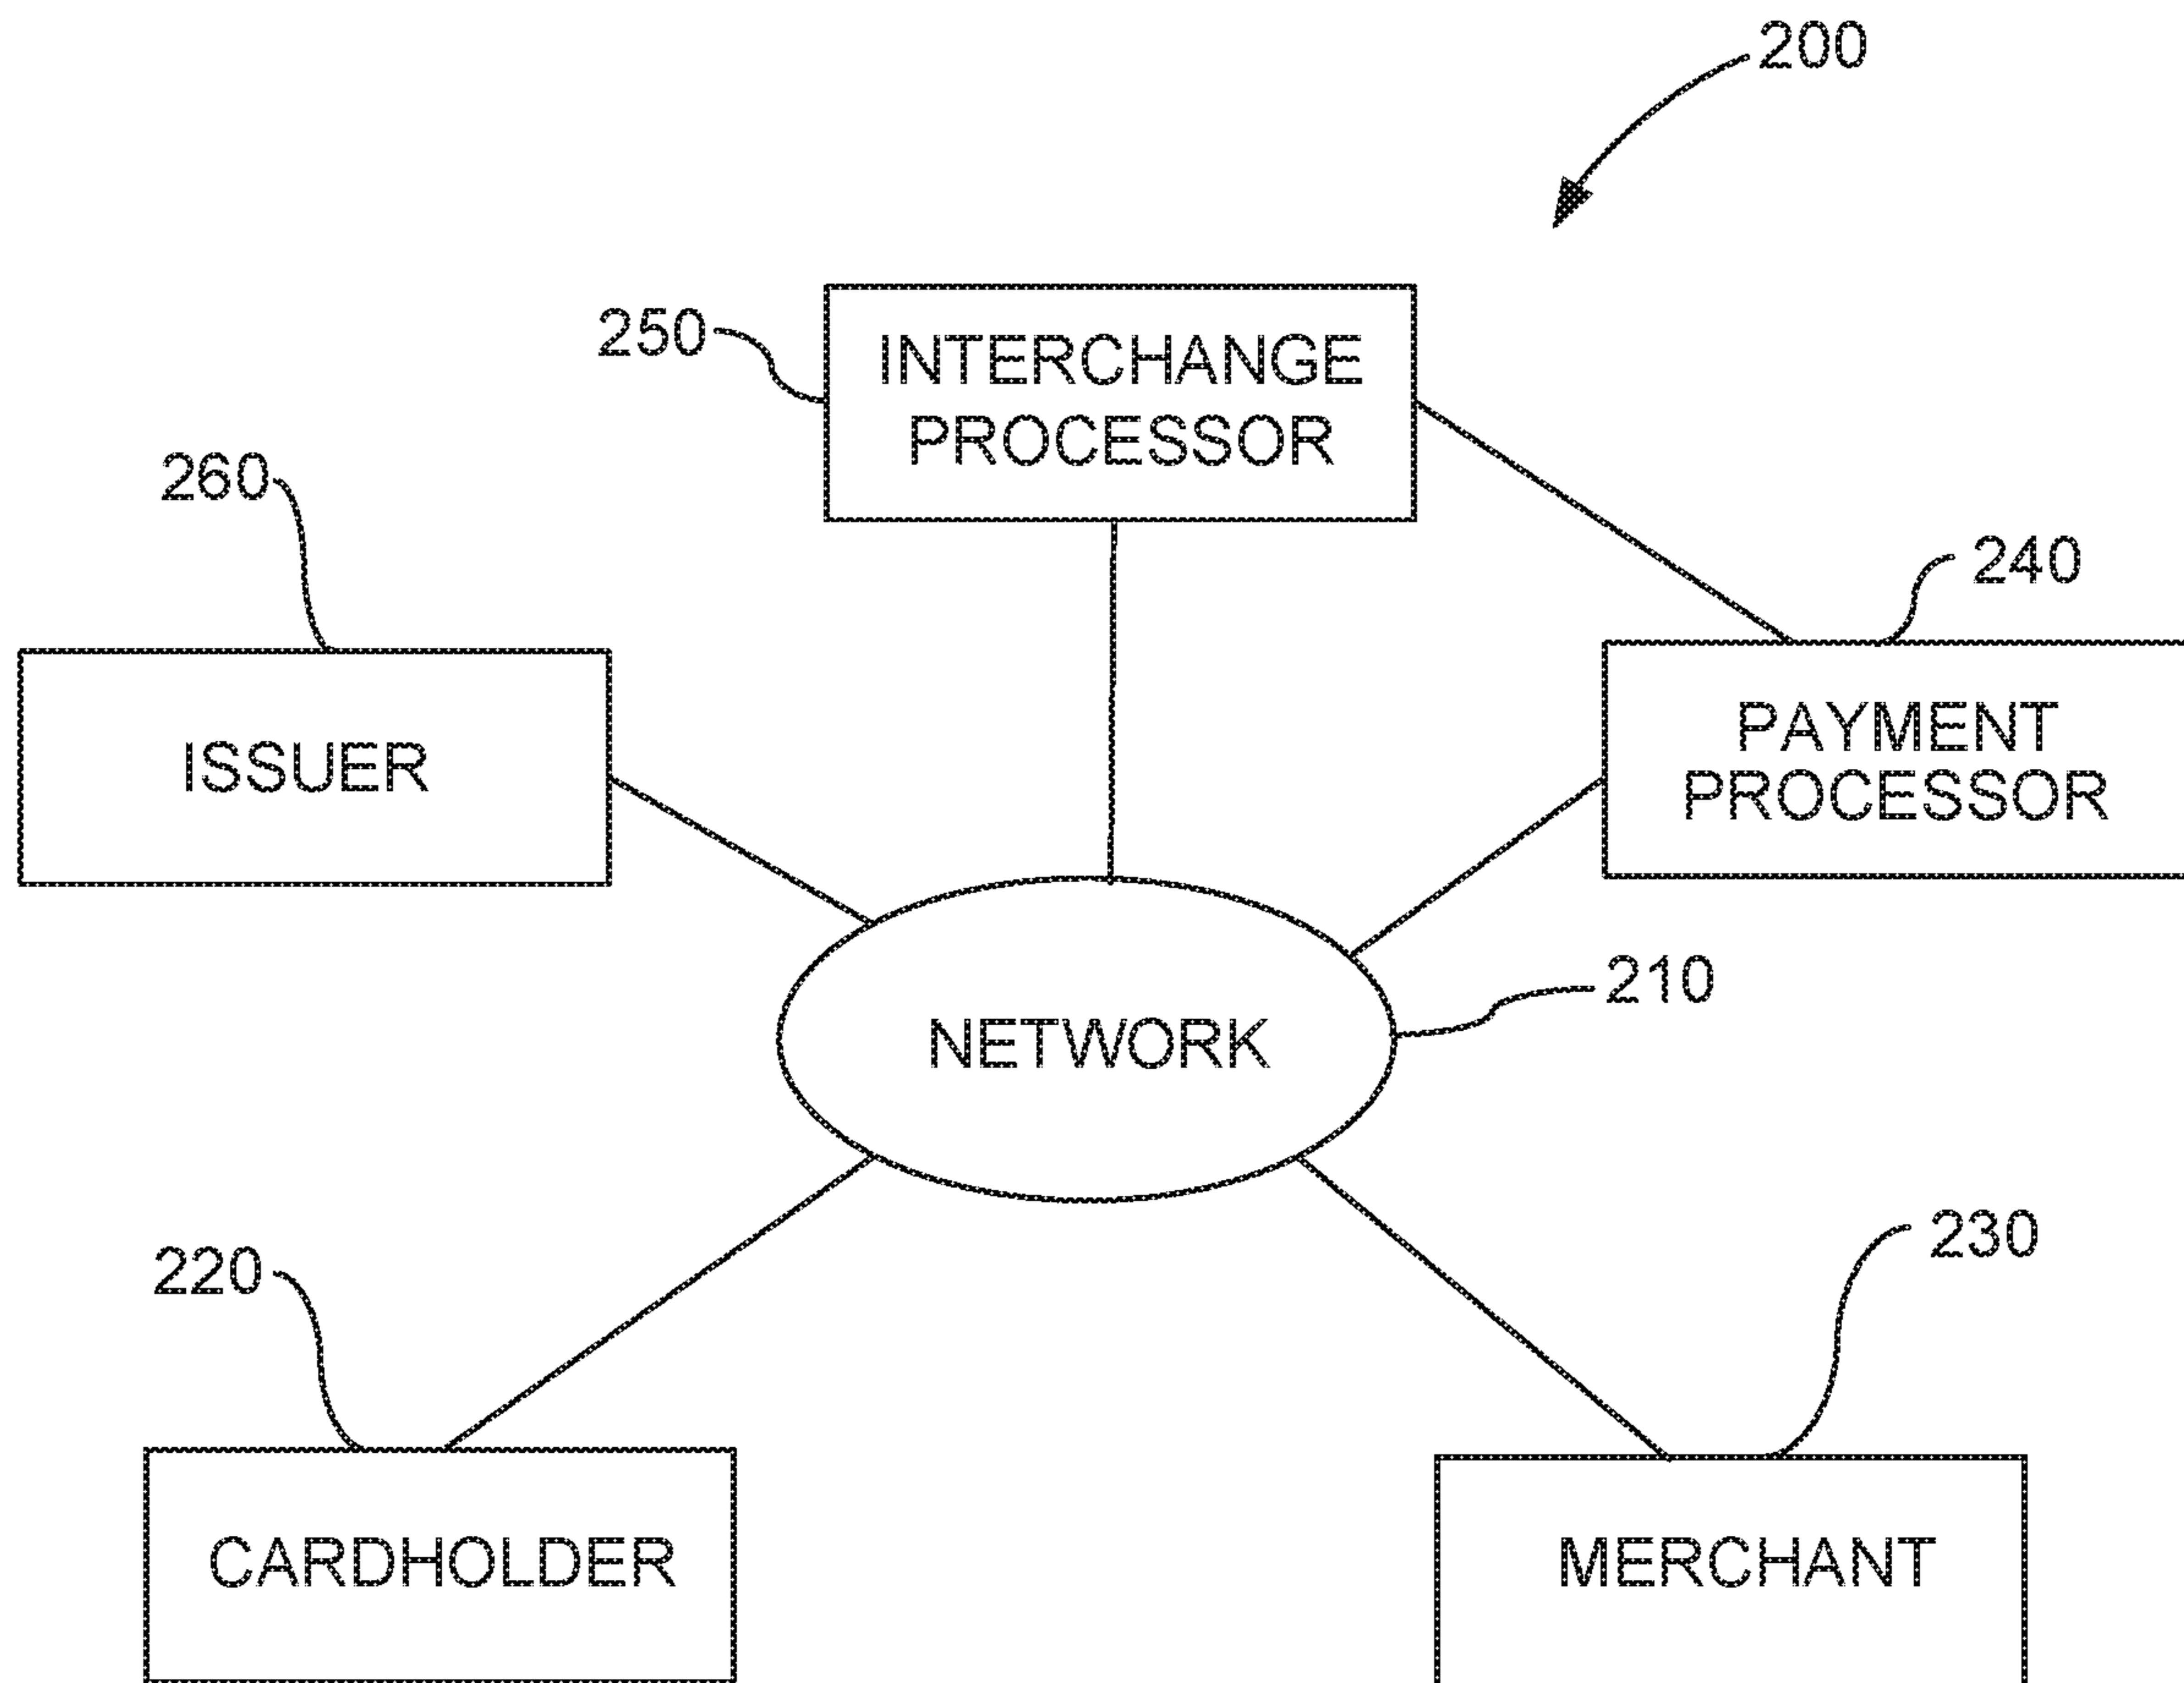 200
250
INTERCHANGE
PROCESSOR
260
240
ISSUER
PAYMENT
PROCESSOR
210
NETWORK
220
230
CARDHOLDER
MERCHANT